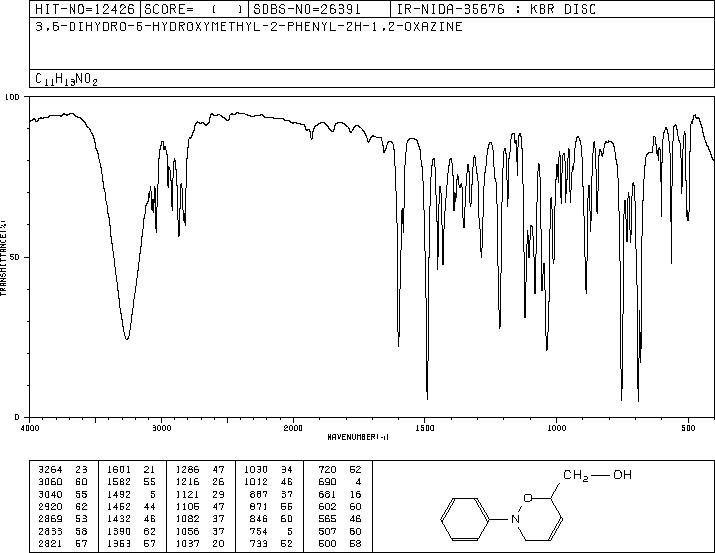 HIT-NO=12426 SCORE= ( ) SDBS-NO=26391 IR-NIDA-35676 : KBR DISC
3,6-DIHYDRO-6-HYDROXYMETHYL-2-PHENYL-2H-1,2-OXAZINE
C11H13NO2
100
50
0
TRANSMITTANCE(%)
4000 3000 2000 1500 1000 500
WAVENUMBER(-1)
3264 23 1601 21 1286 47 1030 34 720 52
3060 60 1582 55 1216 26 1012 46 690 4
3040 55 1492 5 1121 29 887 37 681 16
2920 62 1452 44 1105 47 871 55 602 60
2869 53 1432 46 1082 37 846 60 565 46
2833 58 1390 62 1056 37 754 5 507 60
2821 57 1363 67 1037 20 733 52 500 58
CH2 OH
O
N